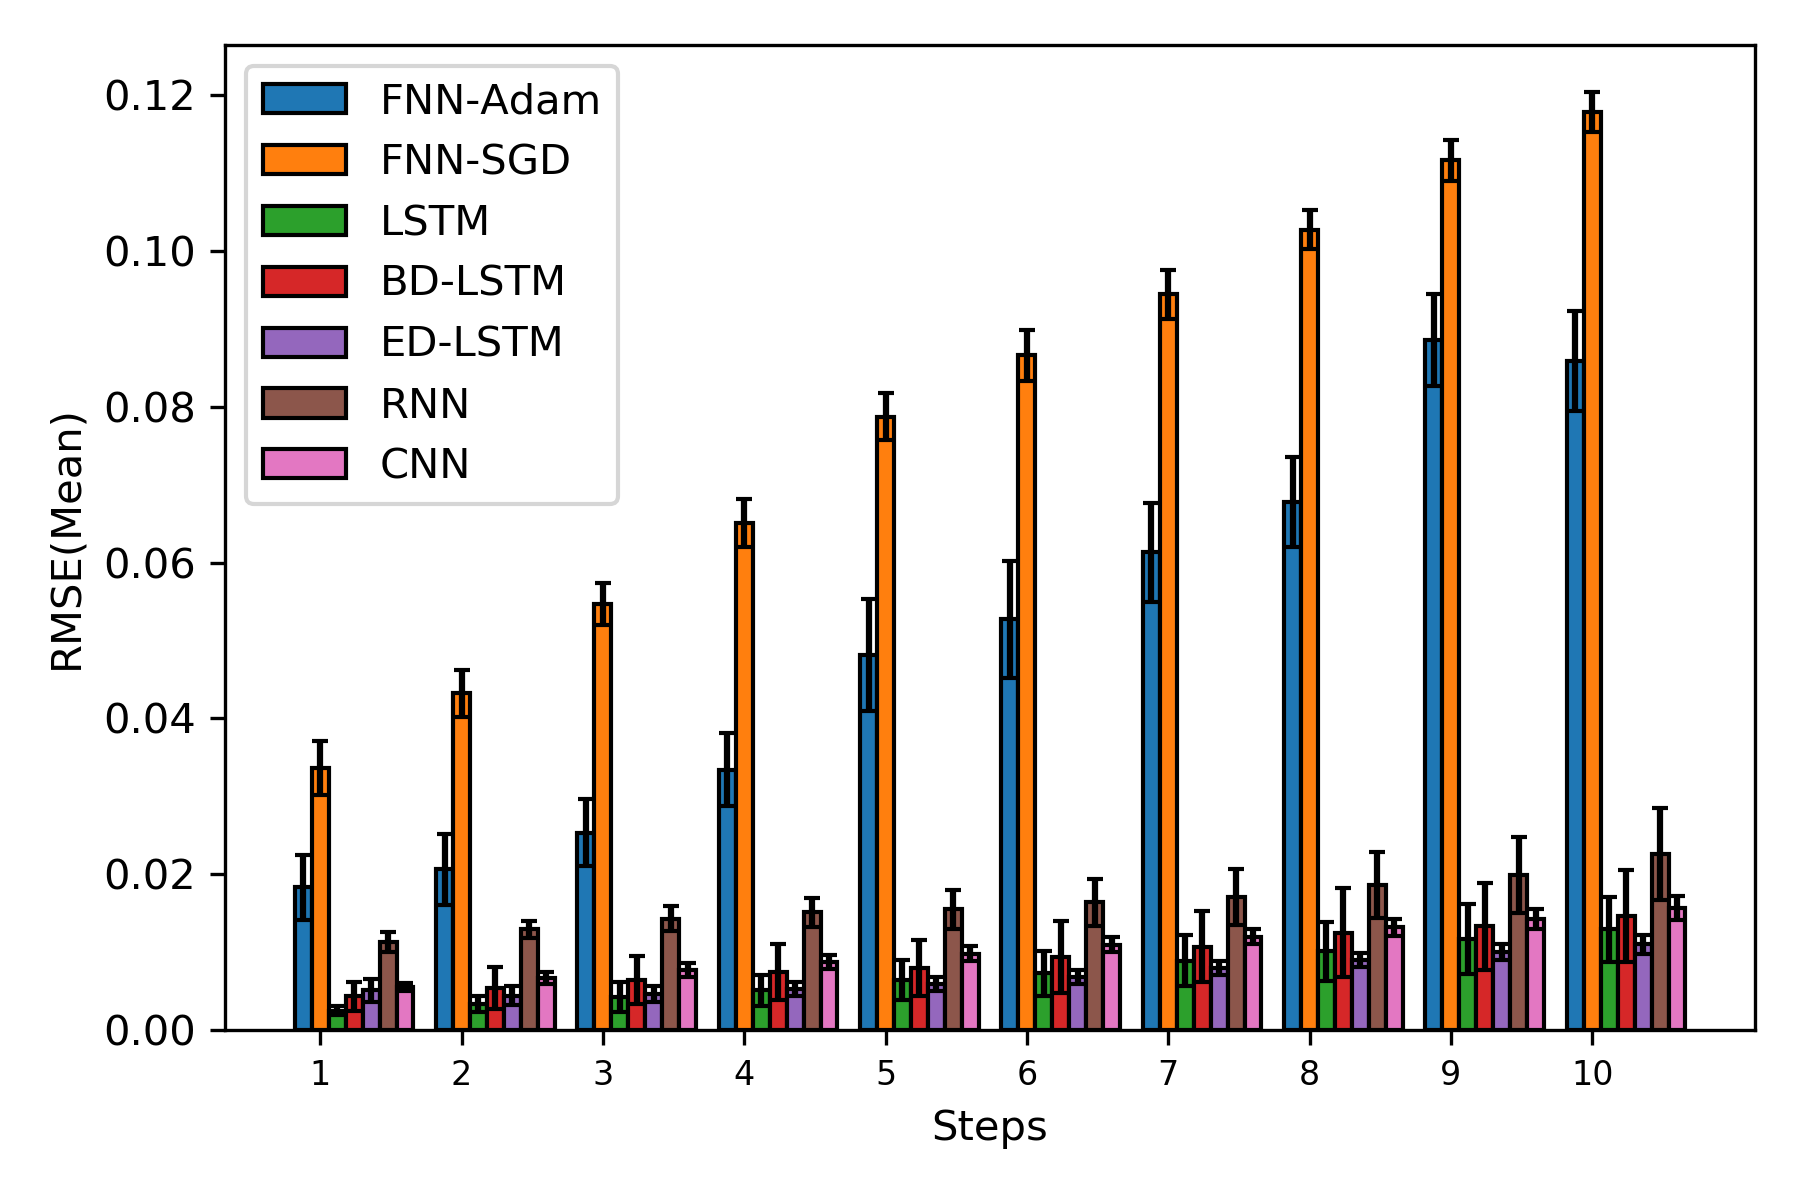 FNN-Adam
FNN-SGD
LSTM
BD-LSTM
ED-LSTM
RNN
CNN
RMSE(Mean)
0.12
0.10
0.08
0.06
0.04
0.02
0.00
1 2 3 4 5 6 7 8 9 10
Steps